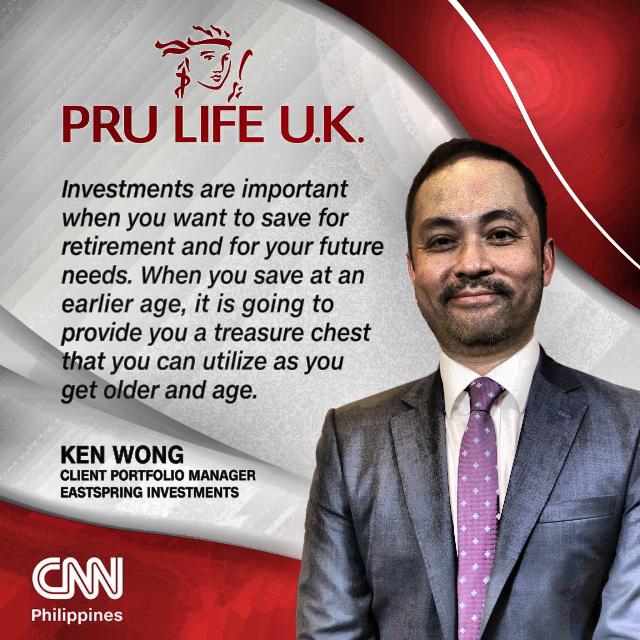 PRU LIFE U.K.
Investments are important
when you want to save for
retirement and for your future
needs. When you save at an
earlier age, it is going to
provide you a treasure chest
that you can utilize as you
get older and age.
KEN WONG
CLIENT PORTFOLIO MANAGER
EASTSPRING INVESTMENTS
CNN
Philippines